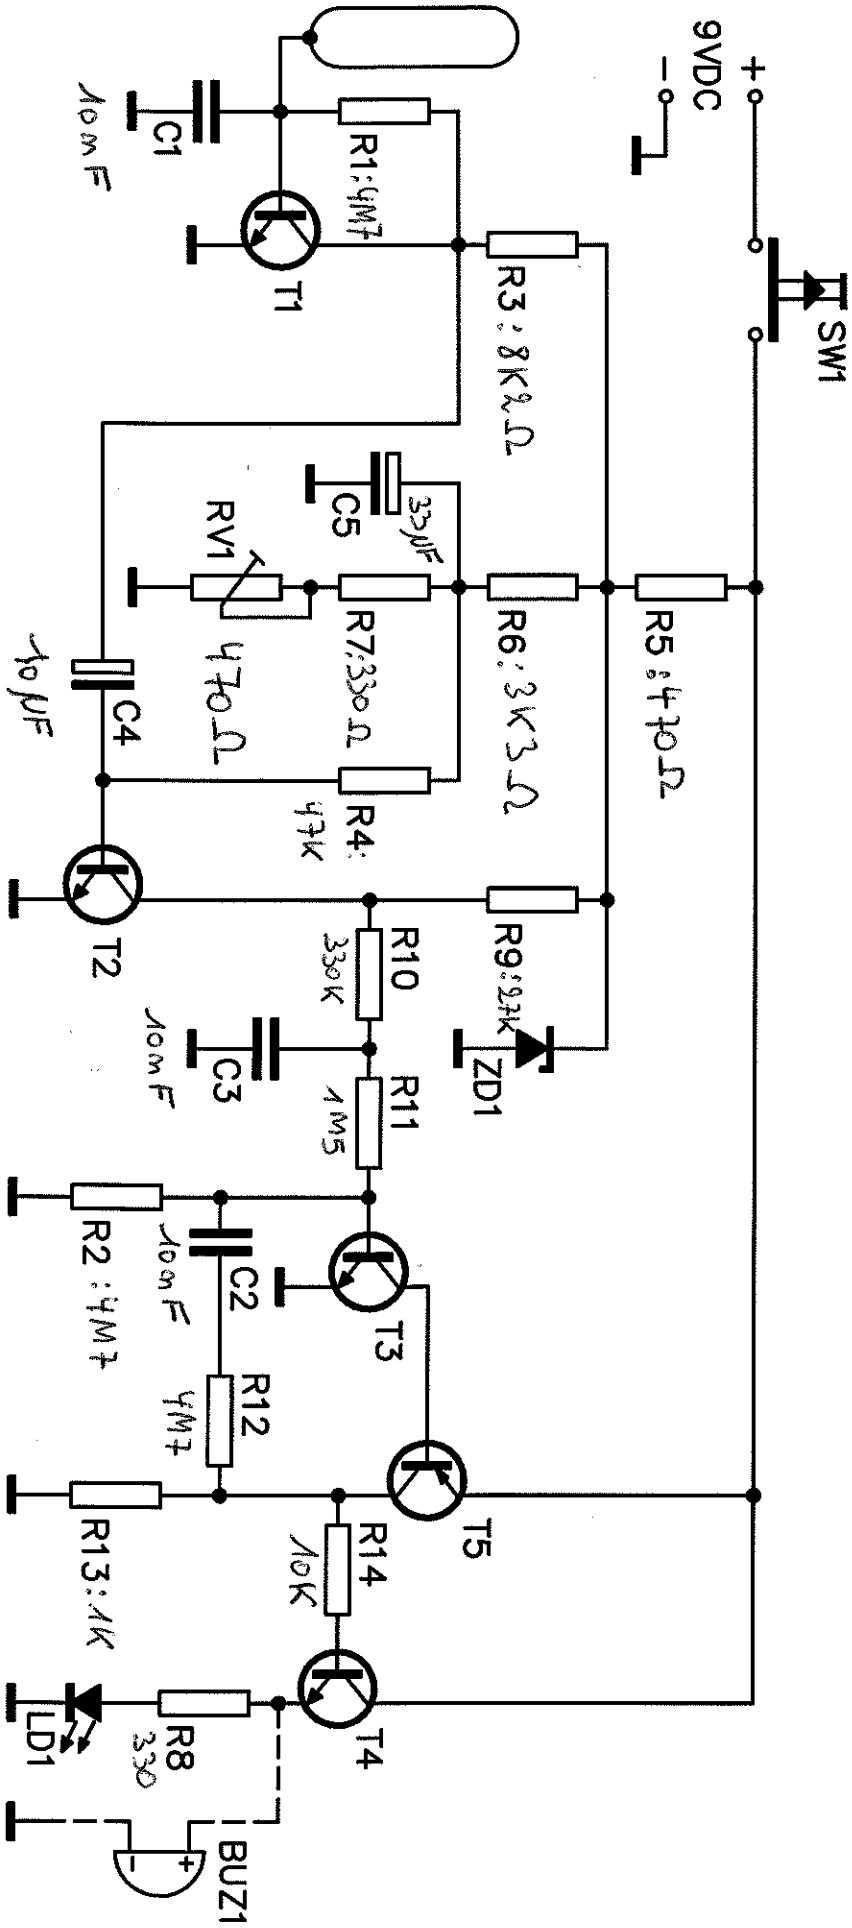 +
9VDC
-
SW1
R1:4M7
C1
10nF
T1
R3:8K2Ω
C5
33µF
RV1
470Ω
R7:330Ω
R6:3K3Ω
R5:470Ω
C4
10µF
R4:
47K
T2
R10
330K
R9:27K
ZD1
C3
10nF
R11
1M5
R2:4M7
C2
10nF
T3
R12
4M7
R13:1K
R14
10K
T5
T4
R8
330
LD1
BUZ1
+
-